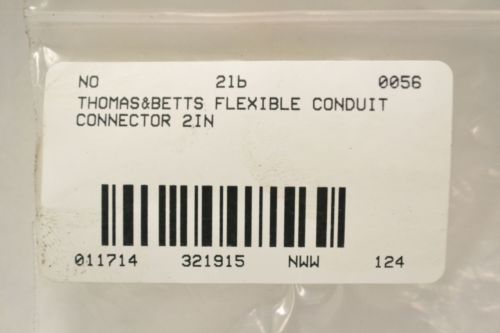 NO 21b 0056
THOMAS&BETTS FLEXIBLE CONDUIT
CONNECTOR 2IN
011714 321915 NWW 124